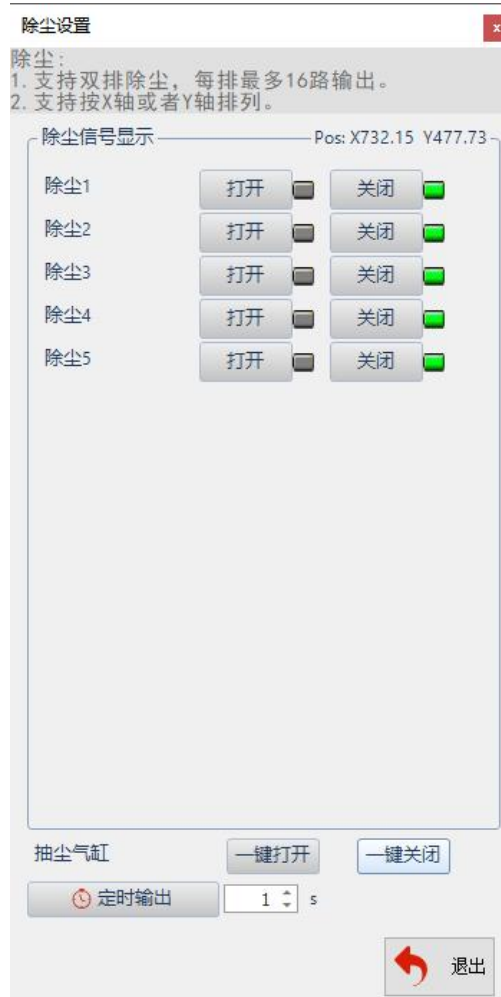 除尘设置
x
除尘:
1. 支持双排除尘，每排最多16路输出。
2. 支持按X轴或者Y轴排列。
除尘信号显示 Pos: X732.15 Y477.73
除尘1 打开 关闭
除尘2 打开 关闭
除尘3 打开 关闭
除尘4 打开 关闭
除尘5 打开 关闭
抽尘气缸 一键打开 一键关闭
定时输出 1 s
退出